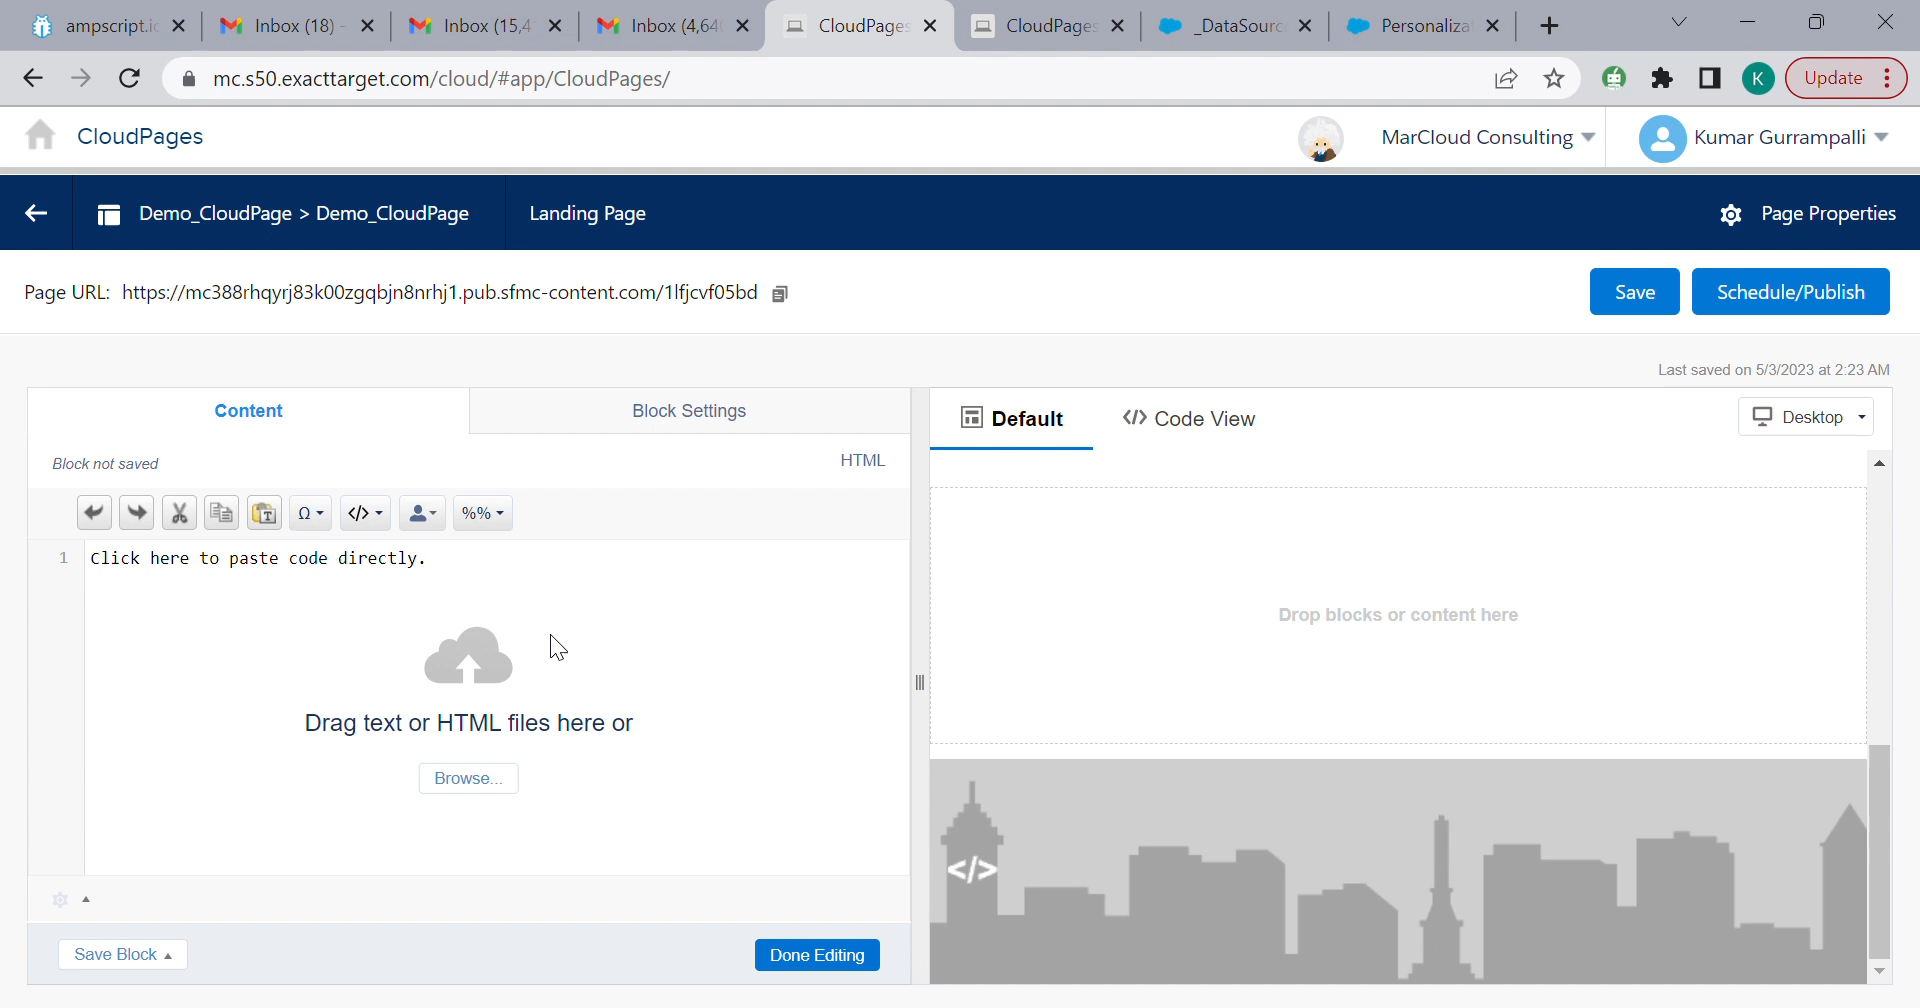 ampscript.i
Inbox (18) -
Inbox (15,4
Inbox (4,64
CloudPages
CloudPages
_DataSourc
Personaliza
mc.s50.exacttarget.com/cloud/#app/CloudPages/
K
Update
CloudPages
MarCloud Consulting
Kumar Gurrampalli
Demo_CloudPage > Demo_CloudPage
Landing Page
Page Properties
Page URL: https://mc388rhqyrj83k00zgqbjn8nrhj1.pub.sfmc-content.com/1lfjcvf05bd
Save
Schedule/Publish
Last saved on 5/3/2023 at 2:23 AM
Content
Block Settings
Default
</> Code View
Desktop
Block not saved
HTML
Ω
</>
%%
1 Click here to paste code directly.
Drag text or HTML files here or
Browse...
Drop blocks or content here
</>
Save Block
Done Editing